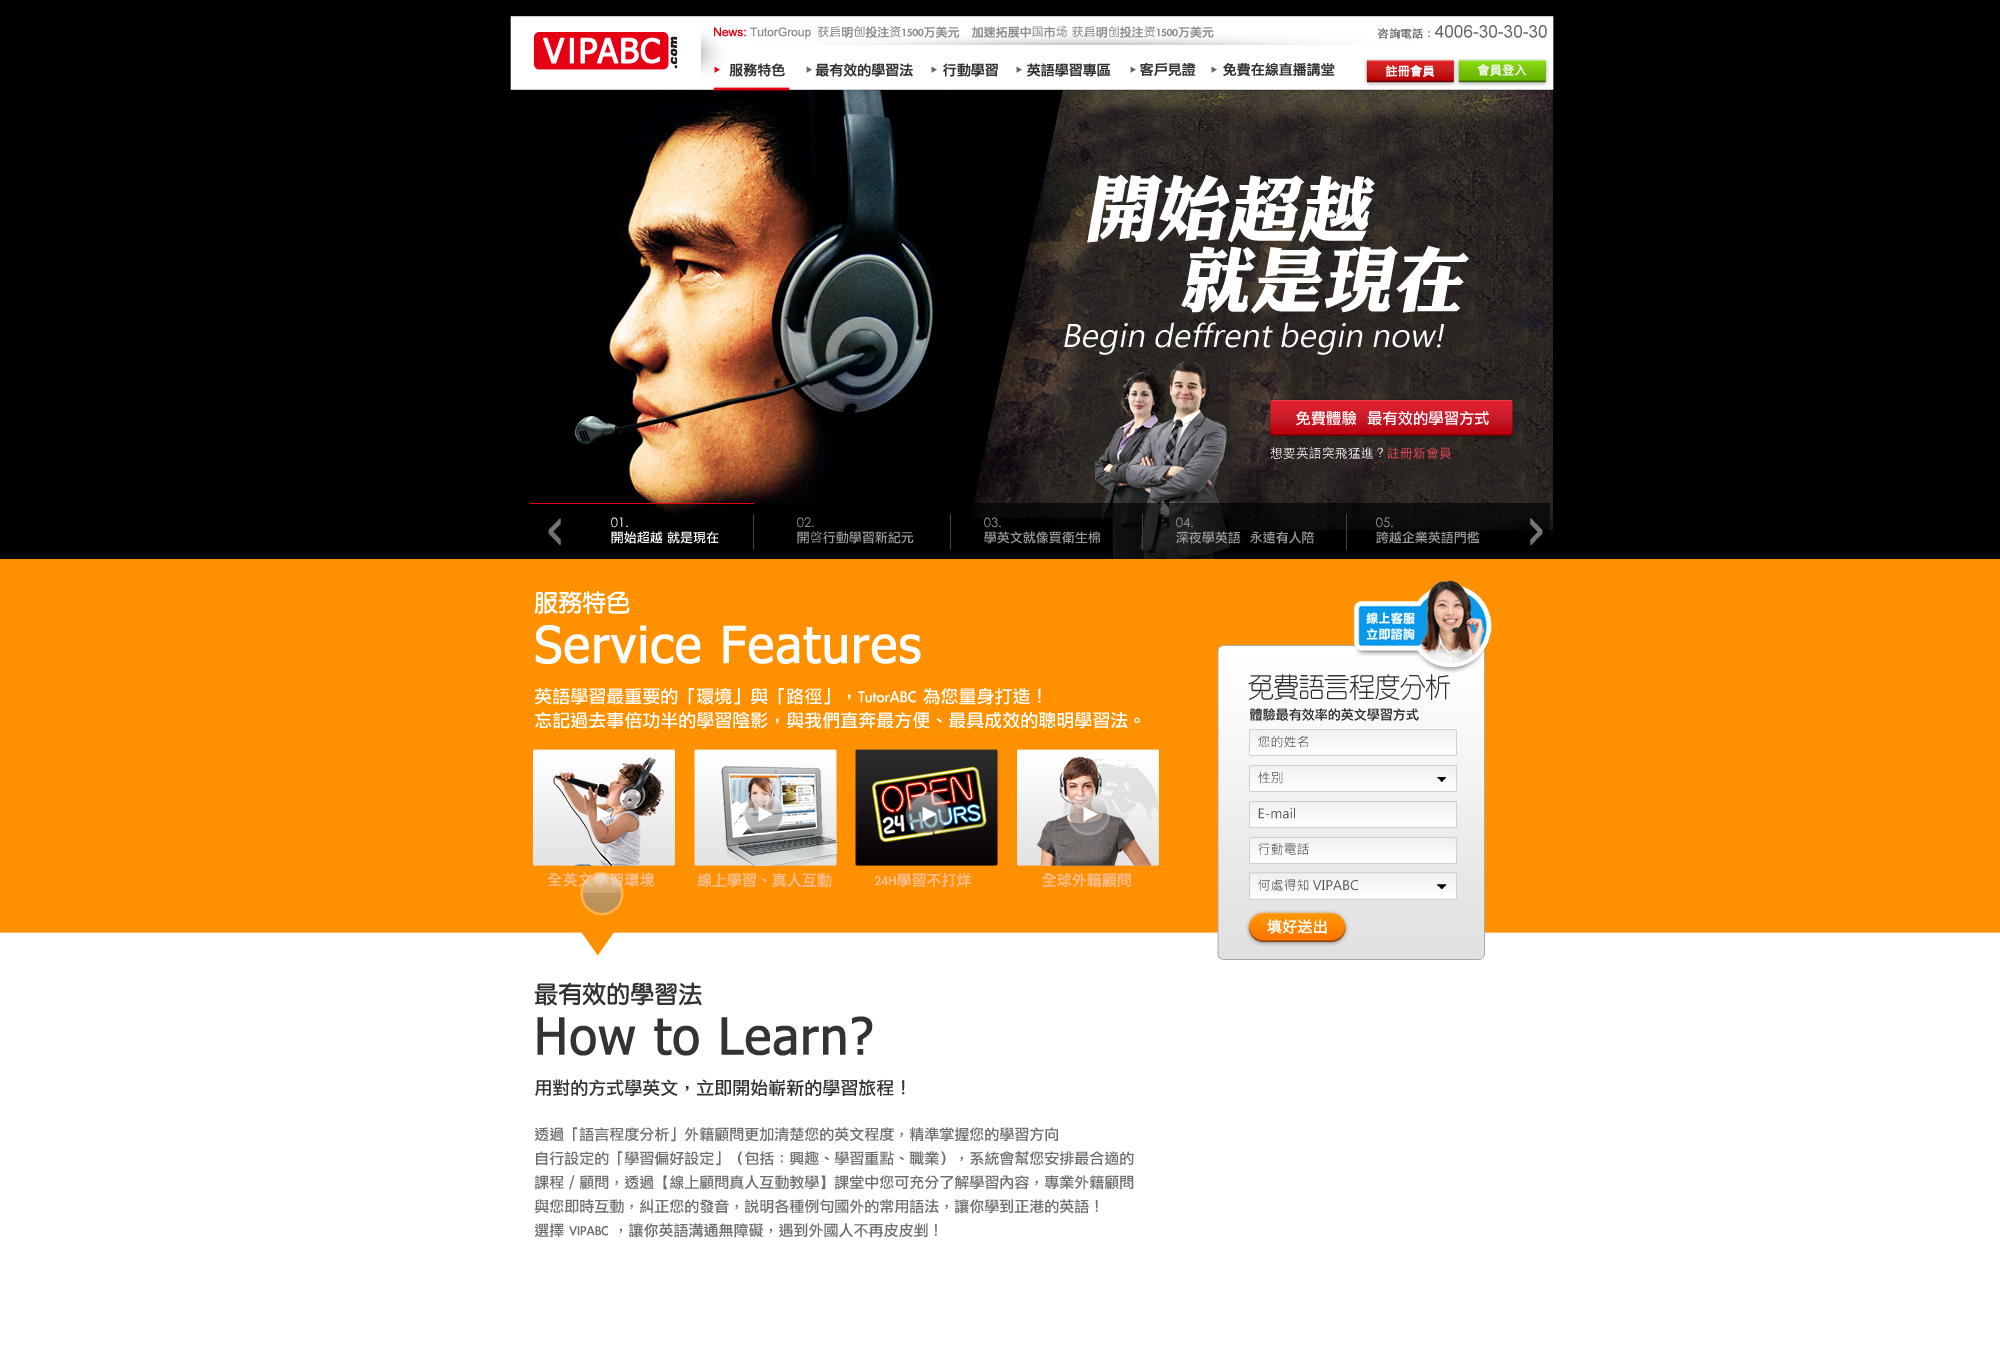 VIPABC.com
News: TutorGroup 获启明创投注资1500万美元 加速拓展中国市场 获启明创投注资1500万美元
咨詢電話：4006-30-30-30
服務特色 最有效的學習法 行動學習 英語學習專區 客戶見證 免費在線直播講堂 註冊會員 會員登入
開始超越
就是現在
Begin deffrent begin now!
免費體驗 最有效的學習方式
想要英語突飛猛進？註冊新會員
01.
開始超越 就是現在
02.
開啓行動學習新紀元
03.
學英文就像買衛生棉
04.
深夜學英語 永遠有人陪
05.
跨越企業英語門檻
服務特色
Service Features
英語學習最重要的「環境」與「路徑」，TutorABC 為您量身打造！
忘記過去事倍功半的學習陰影，與我們直奔最方便、最具成效的聰明學習法。
OPEN
24 HOURS
全英文學習環境
線上學習、真人互動
24H學習不打烊
全球外籍顧問
線上客服
立即諮詢
免費語言程度分析
體驗最有效率的英文學習方式
您的姓名
性別
E-mail
行動電話
何處得知 VIPABC
填好送出
最有效的學習法
How to Learn?
用對的方式學英文，立即開始嶄新的學習旅程！
透過「語言程度分析」外籍顧問更加清楚您的英文程度，精準掌握您的學習方向
自行設定的「學習偏好設定」（包括：興趣、學習重點、職業），系統會幫您安排最合適的
課程 / 顧問，透過【線上顧問真人互動教學】課堂中您可充分了解學習內容，專業外籍顧問
與您即時互動，糾正您的發音，説明各種例句國外的常用語法，讓你學到正港的英語！
選擇 VIPABC ，讓你英語溝通無障礙，遇到外國人不再皮皮剉！